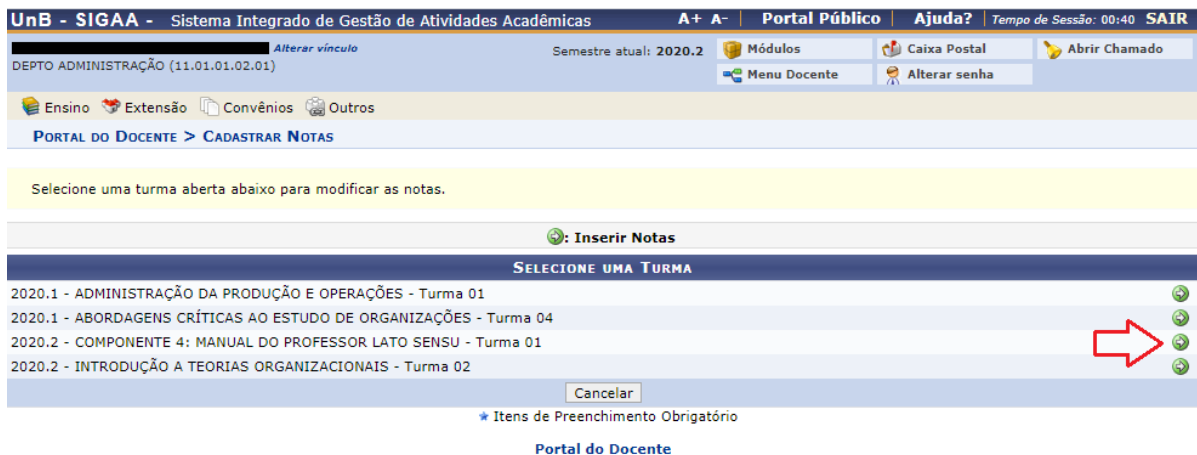 UnB - SIGAA - Sistema Integrado de Gestão de Atividades Acadêmicas A+ A- | Portal Público | Ajuda? | Tempo de Sessão: 00:40 SAIR
Alterar vínculo Semestre atual: 2020.2 Módulos Caixa Postal Abrir Chamado
DEPTO ADMINISTRAÇÃO (11.01.01.02.01)
Menu Docente Alterar senha
Ensino Extensão Convênios Outros
Portal do Docente > Cadastrar Notas
Selecione uma turma aberta abaixo para modificar as notas.
: Inserir Notas
Selecione uma Turma
2020.1 - ADMINISTRAÇÃO DA PRODUÇÃO E OPERAÇÕES - Turma 01
2020.1 - ABORDAGENS CRÍTICAS AO ESTUDO DE ORGANIZAÇÕES - Turma 04
2020.2 - COMPONENTE 4: MANUAL DO PROFESSOR LATO SENSU - Turma 01
2020.2 - INTRODUÇÃO A TEORIAS ORGANIZACIONAIS - Turma 02
Cancelar
Itens de Preenchimento Obrigatório
Portal do Docente